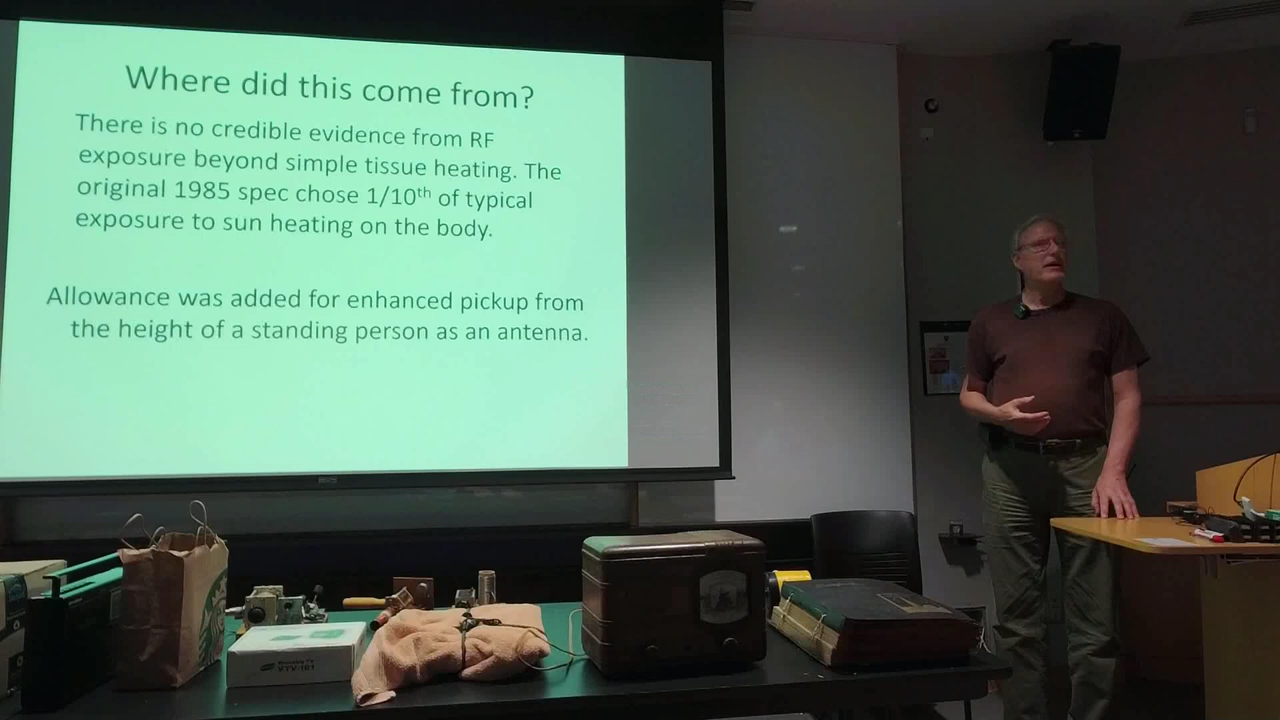 Where did this come from?
There is no credible evidence from RF
exposure beyond simple tissue heating. The
original 1985 spec chose 1/10th of typical
exposure to sun heating on the body.
Allowance was added for enhanced pickup from
the height of a standing person as an antenna.
VTV-101